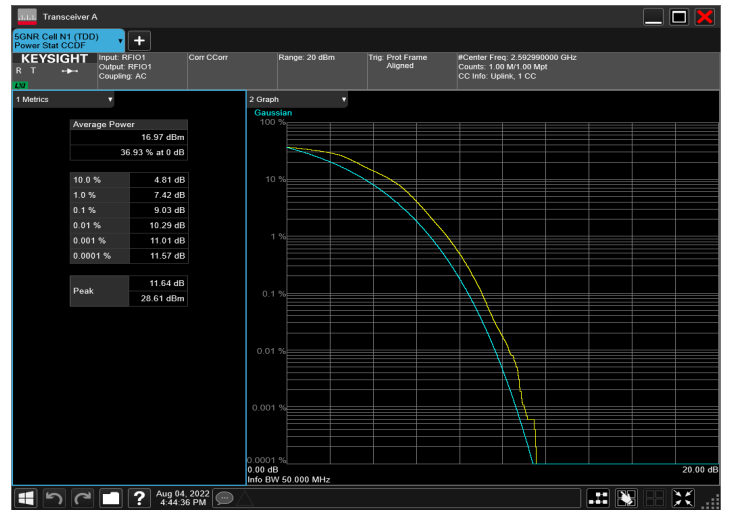 Transceiver A
5GNR Cell N1 (TDD)
Power Stat CCDF
KEYSIGHT
R T
LXI
Input: RFIO1
Output: RFIO1
Coupling: AC
Corr CCorr
Range: 20 dBm
Trig: Prot Frame
Aligned
#Center Freq: 2.592990000 GHz
Counts: 1.00 M/1.00 Mpt
CC Info: Uplink, 1 CC
1 Metrics
Average Power
16.97 dBm
36.93 % at 0 dB
10.0 % 4.81 dB
1.0 % 7.42 dB
0.1 % 9.03 dB
0.01 % 10.29 dB
0.001 % 11.01 dB
0.0001 % 11.57 dB
Peak
11.64 dB
28.61 dBm
2 Graph
Gaussian
100 %
10 %
1 %
0.1 %
0.01 %
0.001 %
0.0001 %
0.00 dB 20.00 dB
Info BW 50.000 MHz
?
Aug 04, 2022
4:44:36 PM